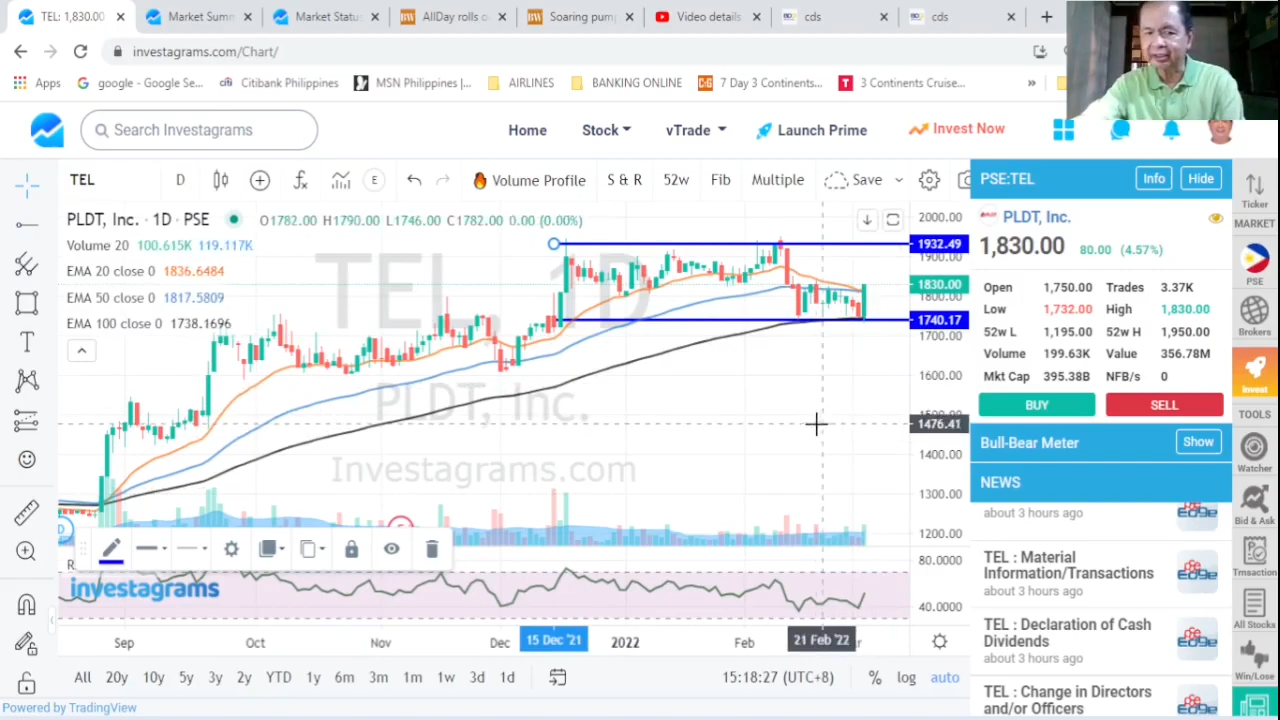 TEL: 1,830.00
Market Summ
Market Status
AllDay rolls o
Soaring pump
Video details
cds
cds
investagrams.com/Chart/
Apps
google - Google Se...
Citibank Philippines
MSN Philippines |...
AIRLINES
BANKING ONLINE
7 Day 3 Continents...
3 Continents Cruise...
»
Search Investagrams
Home
Stock
vTrade
Launch Prime
Invest Now
TEL
D
E
Volume Profile
S & R
52w
Fib
Multiple
Save
PLDT, Inc. · 1D · PSE
O1782.00 H1790.00 L1746.00 C1782.00 0.00 (0.00%)
Volume 20 100.615K 119.117K
EMA 20 close 0 1836.6484
EMA 50 close 0 1817.5809
EMA 100 close 0 1738.1696
TEL, 1D
PLDT, Inc.
Investagrams.com
investagrams
2000.00
1932.49
1900.00
1830.00
1800.00
1740.17
1700.00
1600.00
1500.00
1476.41
1400.00
1300.00
1200.00
80.0000
40.0000
Sep
Oct
Nov
Dec
15 Dec '21
2022
Feb
21 Feb '22
All
20y
10y
5y
3y
2y
YTD
1y
6m
3m
1m
1w
3d
1d
15:18:27 (UTC+8)
%
log
auto
Powered by TradingView
PSE:TEL
Info
Hide
PLDT, Inc.
1,830.00 80.00 (4.57%)
Open 1,750.00 Trades 3.37K
Low 1,732.00 High 1,830.00
52w L 1,195.00 52w H 1,950.00
Volume 199.63K Value 356.78M
Mkt Cap 395.38B NFB/s 0
BUY
SELL
Bull-Bear Meter
Show
NEWS
about 3 hours ago
TEL : Material
Information/Transactions
about 3 hours ago
TEL : Declaration of Cash
Dividends
about 3 hours ago
TEL : Change in Directors
and/or Officers
Ticker
MARKET
PSE
Brokers
Invest
TOOLS
Watcher
Bid & Ask
Trnsaction
All Stocks
Win/Lose